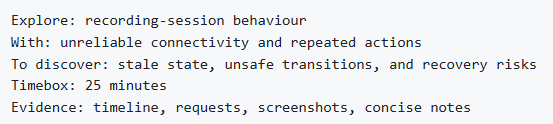 Explore: recording-session behaviour
With: unreliable connectivity and repeated actions
To discover: stale state, unsafe transitions, and recovery risks
Timebox: 25 minutes
Evidence: timeline, requests, screenshots, concise notes